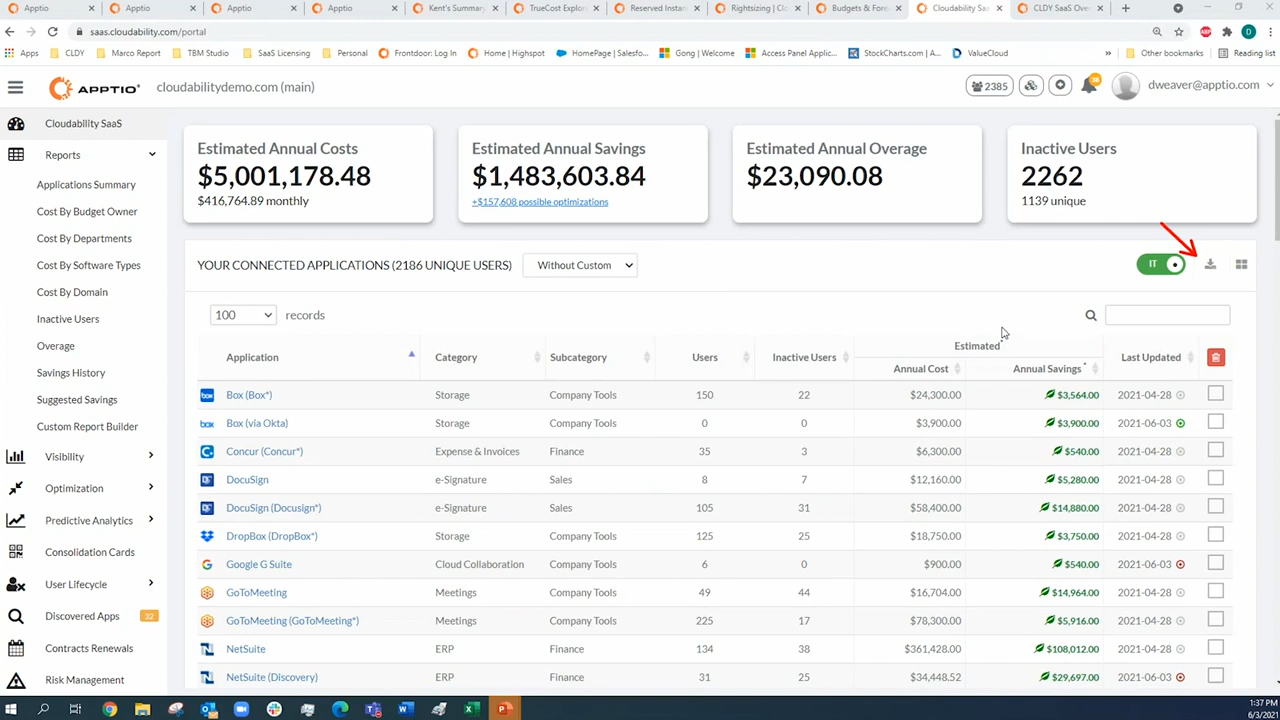 Apptio
Apptio
Apptio
Apptio
Kent's Summary
TrueCost Explor
Reserved Instan
Rightsizing | Cl
Budgets & Fore
Cloudability Saa
CLDY SaaS Ove
saas.cloudability.com/portal
Apps
CLDY
Marco Report
TBM Studio
SaaS Licensing
Personal
Frontdoor: Log In
Home | Highspot
HomePage | Salesfo...
Gong | Welcome
Access Panel Applic...
StockCharts.com | A...
ValueCloud
»
Other bookmarks
Reading list
APPTIO
cloudabilitydemo.com (main)
2385
dweaver@apptio.com
Cloudability SaaS
Reports
Applications Summary
Cost By Budget Owner
Cost By Departments
Cost By Software Types
Cost By Domain
Inactive Users
Overage
Savings History
Suggested Savings
Custom Report Builder
Visibility
Optimization
Predictive Analytics
Consolidation Cards
User Lifecycle
Discovered Apps 32
Contracts Renewals
Risk Management
Estimated Annual Costs
$5,001,178.48
$416,764.89 monthly
Estimated Annual Savings
$1,483,603.84
+$157,608 possible optimizations
Estimated Annual Overage
$23,090.08
Inactive Users
2262
1139 unique
YOUR CONNECTED APPLICATIONS (2186 UNIQUE USERS) Without Custom IT
100 records
Estimated
Application Category Subcategory Users Inactive Users Annual Cost Annual Savings * Last Updated
Box (Box*) Storage Company Tools 150 22 $24,300.00 $3,564.00 2021-04-28
Box (via Okta) Storage Company Tools 0 0 $3,900.00 $3,900.00 2021-06-03
Concur (Concur*) Expense & Invoices Finance 35 3 $6,300.00 $540.00 2021-04-28
DocuSign e-Signature Sales 8 7 $12,160.00 $5,280.00 2021-04-28
DocuSign (Docusign*) e-Signature Sales 105 31 $58,400.00 $14,880.00 2021-04-28
DropBox (DropBox*) Storage Company Tools 125 25 $18,750.00 $3,750.00 2021-04-28
Google G Suite Cloud Collaboration Company Tools 6 0 $900.00 $540.00 2021-06-03
GoToMeeting Meetings Company Tools 49 44 $16,704.00 $14,964.00 2021-04-28
GoToMeeting (GoToMeeting*) Meetings Company Tools 225 17 $78,300.00 $5,916.00 2021-04-28
NetSuite ERP Finance 134 38 $361,428.00 $108,012.00 2021-04-28
NetSuite (Discovery) ERP Finance 31 25 $34,448.52 $29,697.00 2021-06-03
1:37 PM
6/3/2021